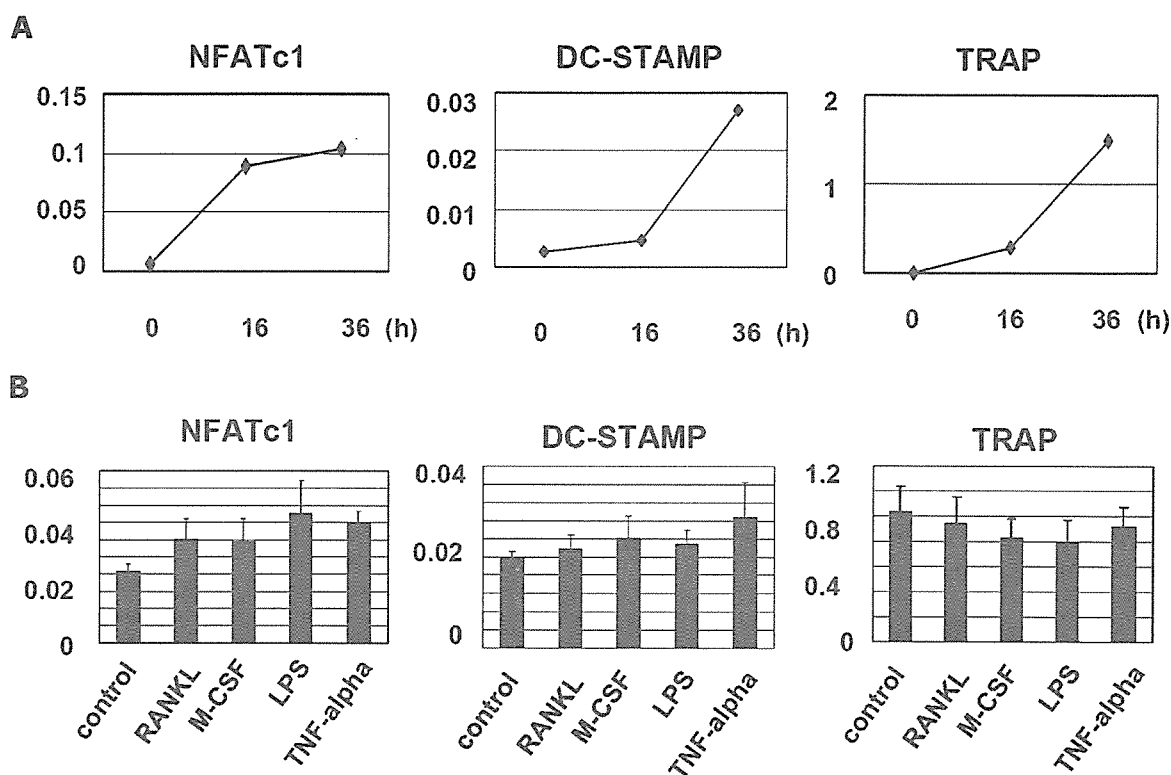 A
NFATc1
0.15
0.1
0.05
0
0 16 36 (h)
DC-STAMP
0.03
0.02
0.01
0
0 16 36 (h)
TRAP
2
1
0
0 16 36 (h)
B
NFATc1
0.06
0.04
0.02
0
control RANKL M-CSF LPS TNF-alpha
DC-STAMP
0.04
0.02
0
control RANKL M-CSF LPS TNF-alpha
TRAP
1.2
0.8
0.4
0
control RANKL M-CSF LPS TNF-alpha